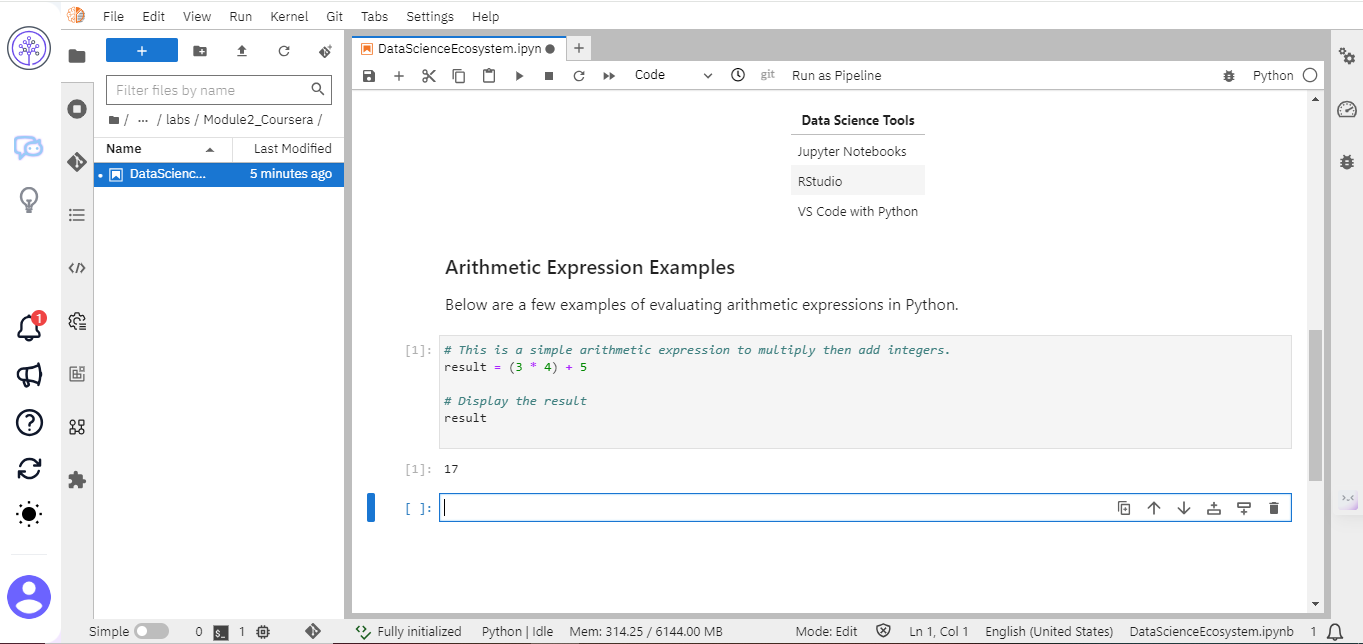 File Edit View Run Kernel Git Tabs Settings Help
+
DataScienceEcosystem.ipyn
+
Code
git
Run as Pipeline
Python
Filter files by name
/ ... / labs / Module2_Coursera /
Name Last Modified
DataScienc... 5 minutes ago
1
Data Science Tools
Jupyter Notebooks
RStudio
VS Code with Python
Arithmetic Expression Examples
Below are a few examples of evaluating arithmetic expressions in Python.
[1]: # This is a simple arithmetic expression to multiply then add integers.
result = (3 * 4) + 5
# Display the result
result
[1]: 17
[ ]:
Simple 0 $_ 1 Fully initialized Python | Idle Mem: 314.25 / 6144.00 MB Mode: Edit Ln 1, Col 1 English (United States) DataScienceEcosystem.ipynb 1